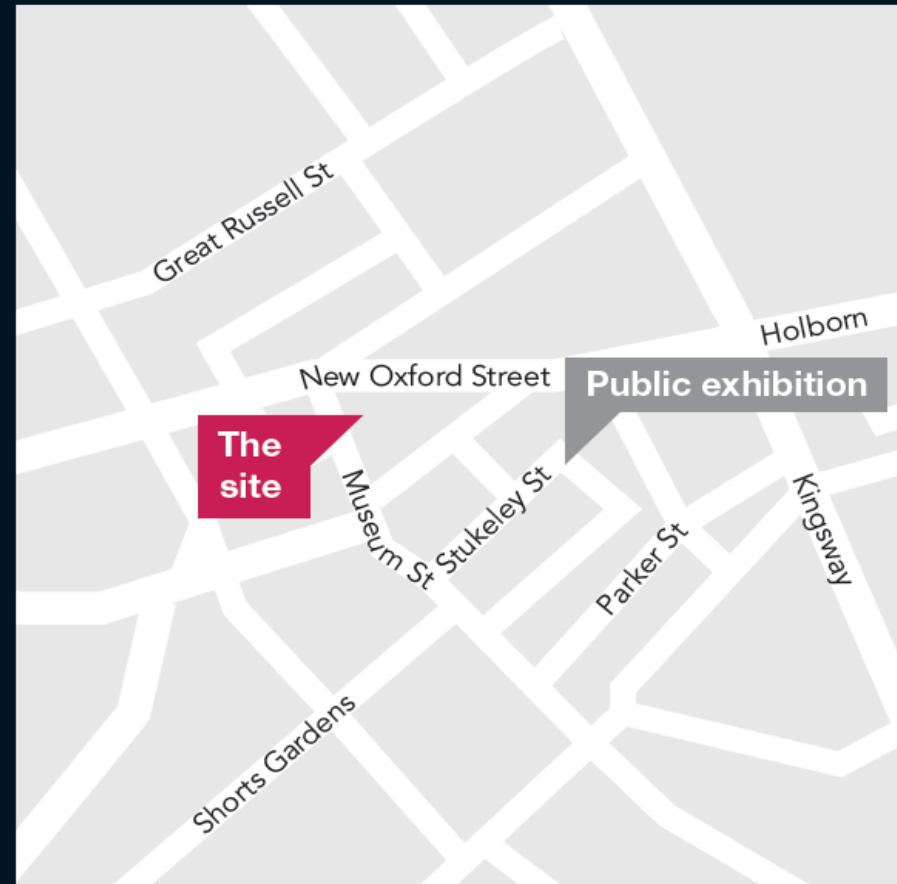 Great Russell St
Holborn
New Oxford Street
Public exhibition
The
site
Museum St
Stukeley St
Kingsway
Parker St
Shorts Gardens